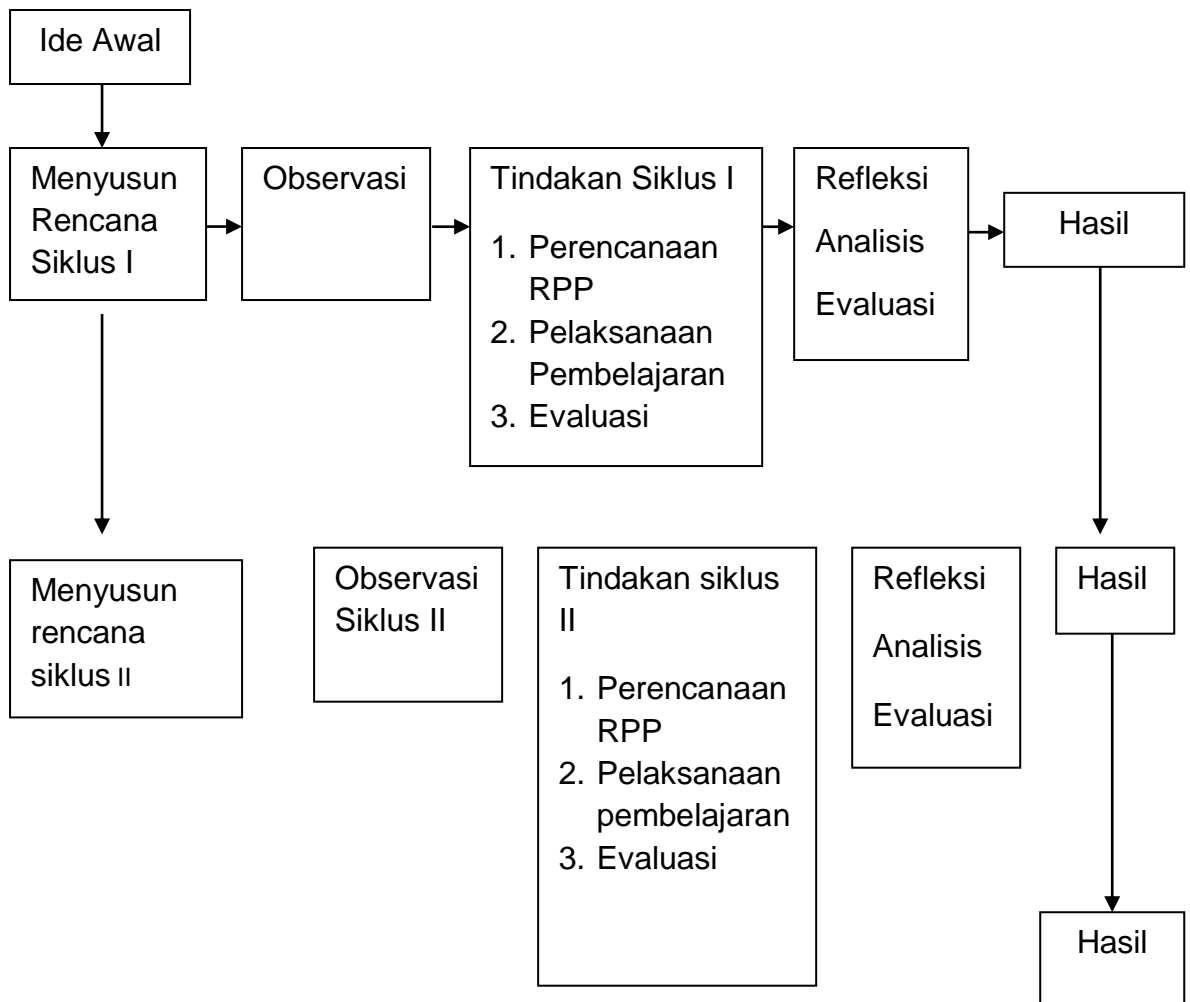 Ide Awal
Menyusun
Rencana
Siklus I
Observasi
Tindakan Siklus I
1. Perencanaan
RPP
2. Pelaksanaan
Pembelajaran
3. Evaluasi
Refleksi
Analisis
Evaluasi
Hasil
Menyusun
rencana
siklus II
Observasi
Siklus II
Tindakan siklus
II
1. Perencanaan
RPP
2. Pelaksanaan
pembelajaran
3. Evaluasi
Refleksi
Analisis
Evaluasi
Hasil
Hasil